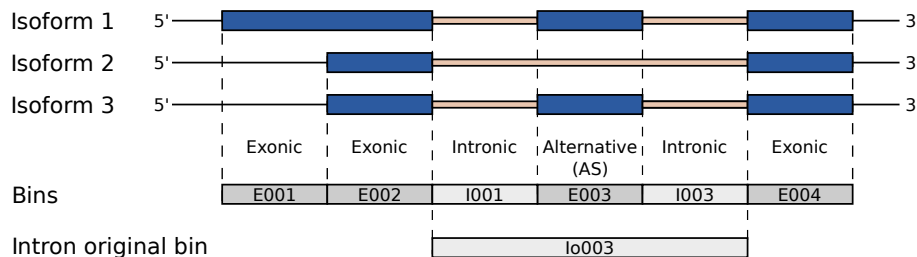 Isoform 1 5' 3
Isoform 2 5' 3
Isoform 3 5' 3
Exonic Exonic Intronic Alternative (AS) Intronic Exonic
Bins E001 E002 I001 E003 I003 E004
Intron original bin Io003